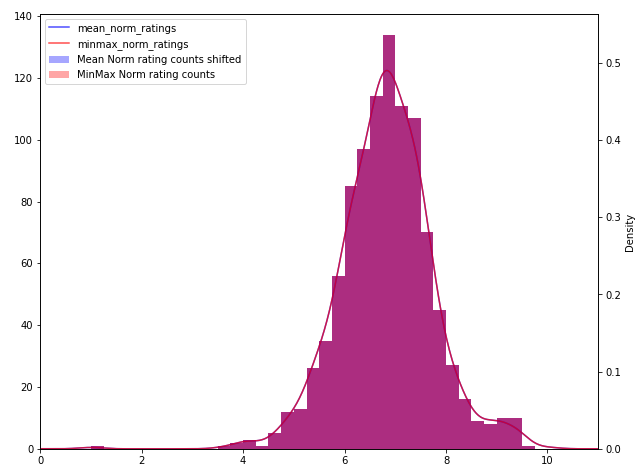 140
120
100
80
60
40
20
0
mean_norm_ratings
minmax_norm_ratings
Mean Norm rating counts shifted
MinMax Norm rating counts
0.5
0.4
0.3
0.2
0.1
0.0
Density
0 2 4 6 8 10